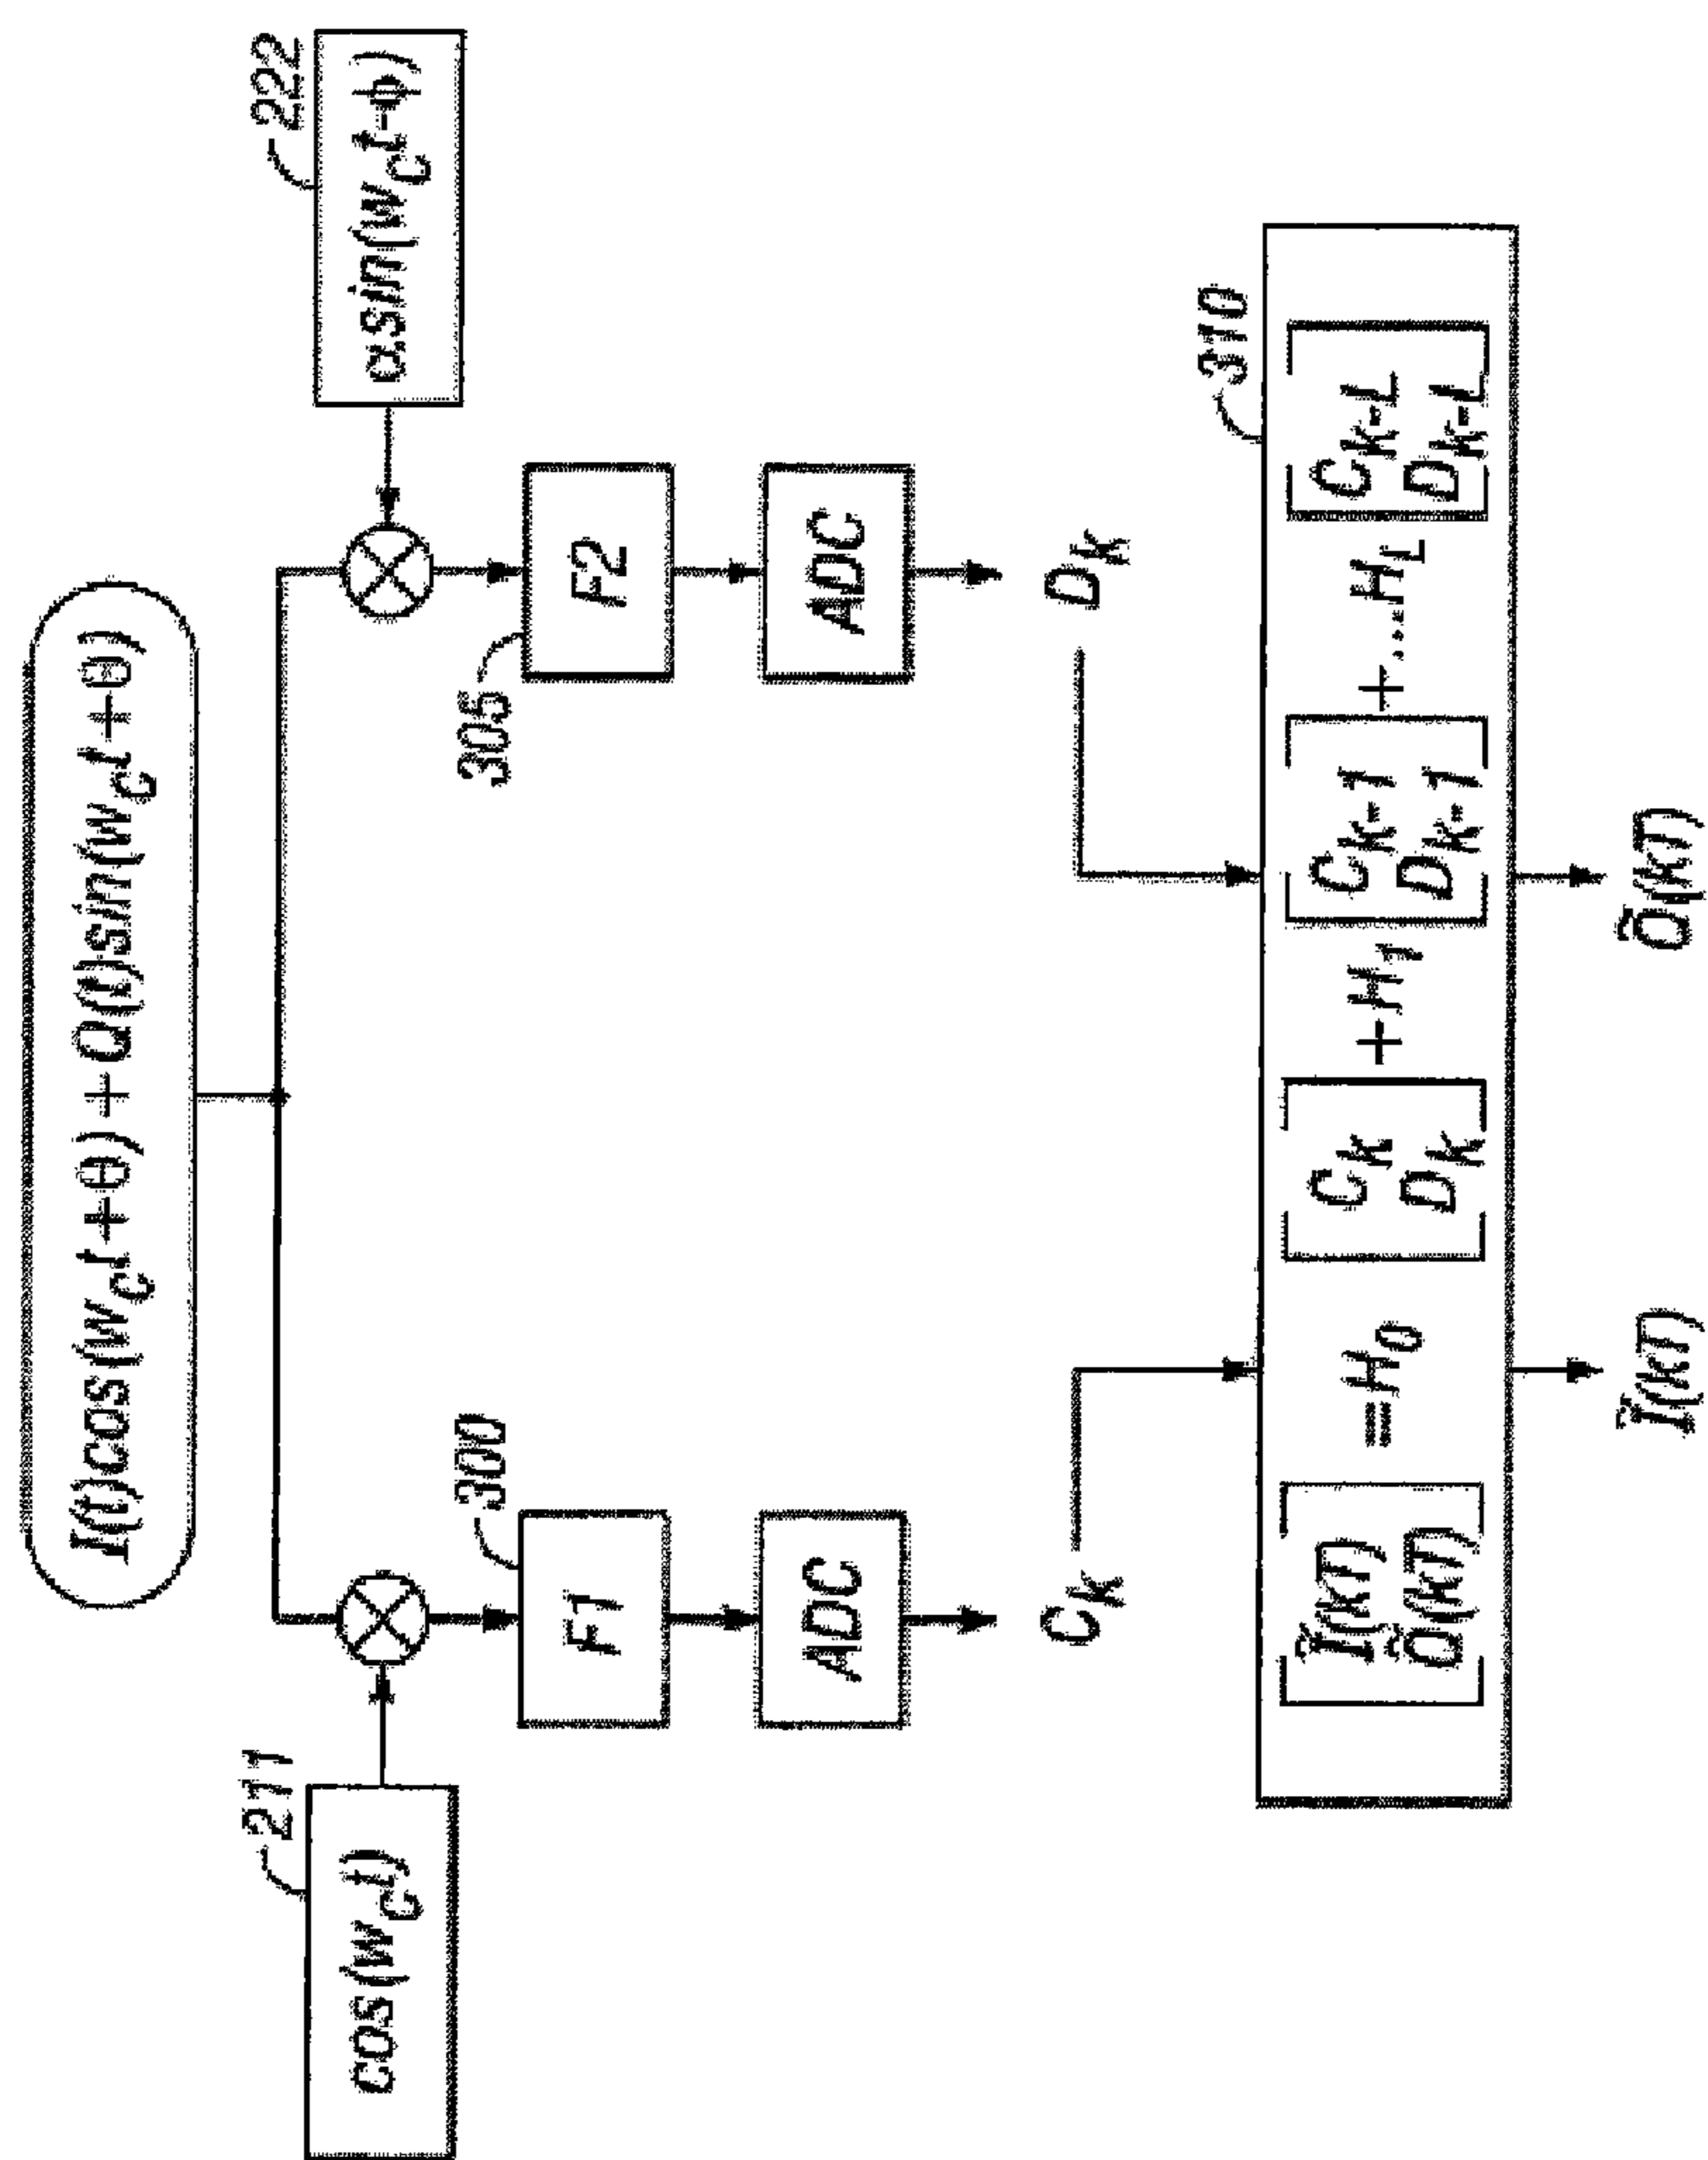 I(t)cos(w_c t+θ) + Q(t)sin(w_c t+θ)
211
cos(w_c t)
222
αsin(w_c t-ϕ)
300
F1
305
F2
ADC
ADC
C_k
D_k
310
[Ĩ(kT) Q̃(kT)] = H_0 [C_k D_k] + H_1 [C_k-1 D_k-1] + ...H_L [C_k-L D_k-L]
Ĩ(kT)
Q̃(kT)